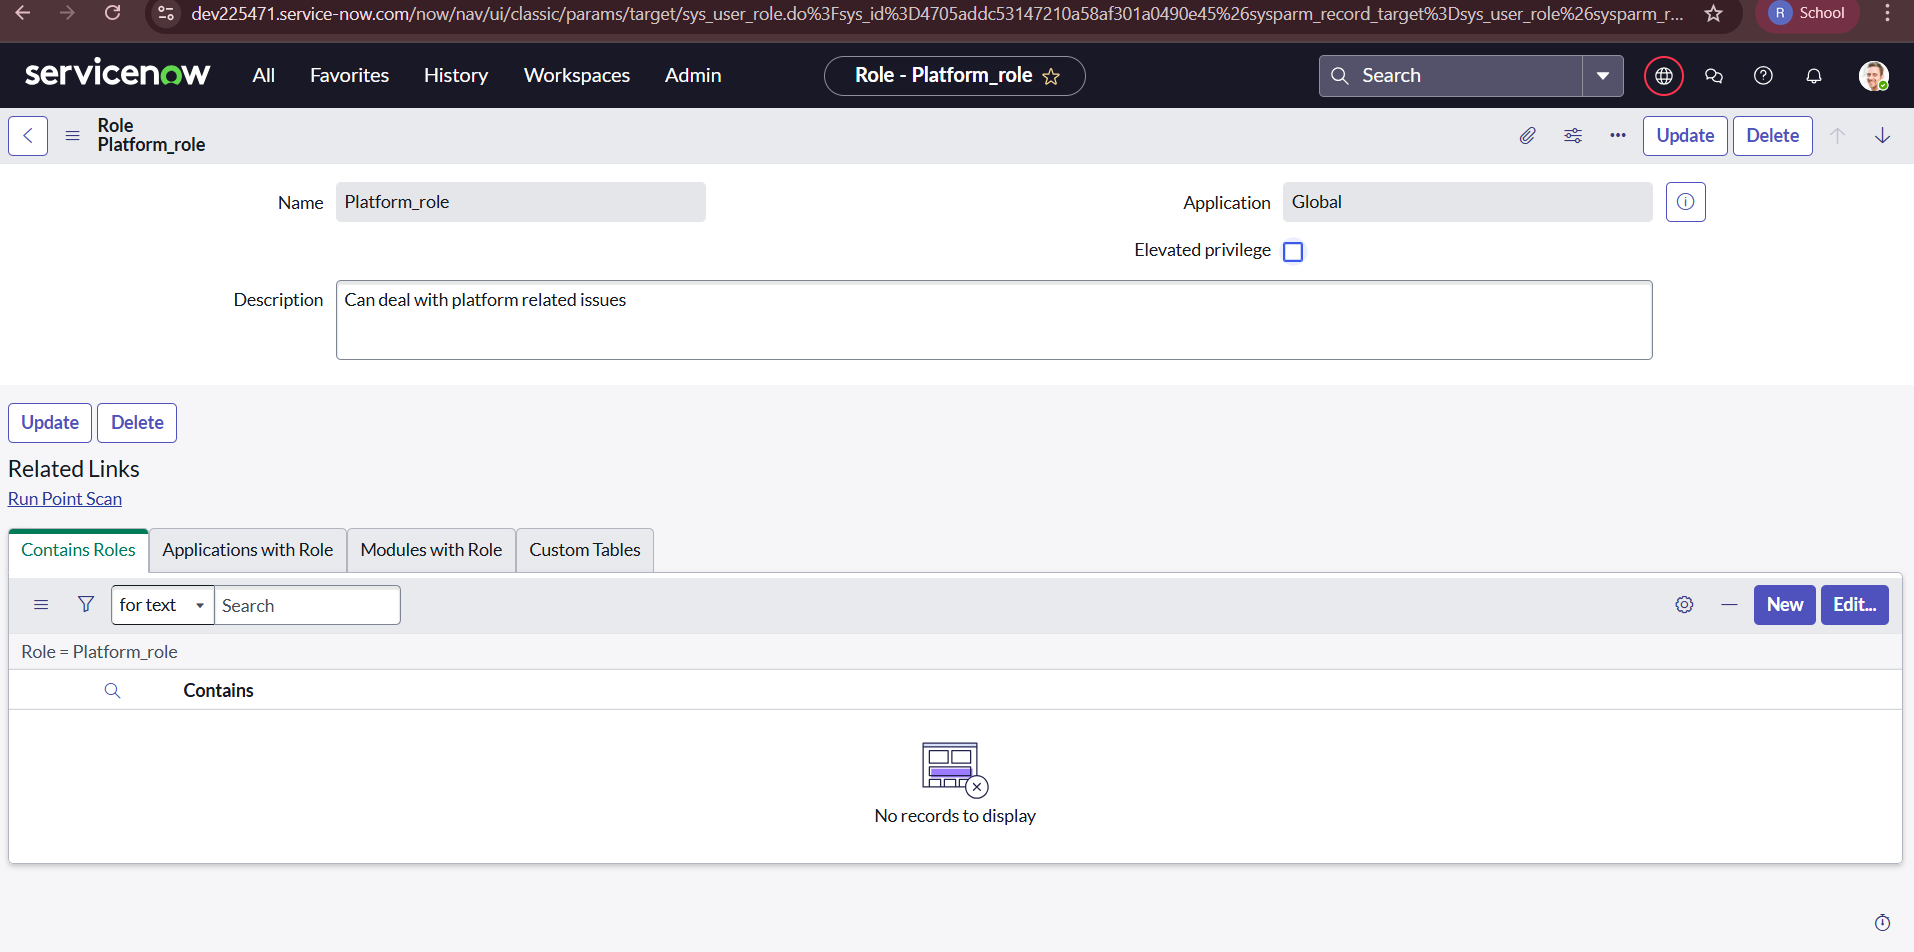 dev225471.service-now.com/now/nav/ui/classic/params/target/sys_user_role.do%3Fsys_id%3D4705addc53147210a58af301a0490e45%26sysparm_record_target%3Dsys_user_role%26sysparm_r...
R School
servicenow All Favorites History Workspaces Admin Role - Platform_role Search
Role
Platform_role
Update Delete
Name Platform_role Application Global
Elevated privilege
Description Can deal with platform related issues
Update Delete
Related Links
Run Point Scan
Contains Roles Applications with Role Modules with Role Custom Tables
for text Search New Edit...
Role = Platform_role
Contains
No records to display